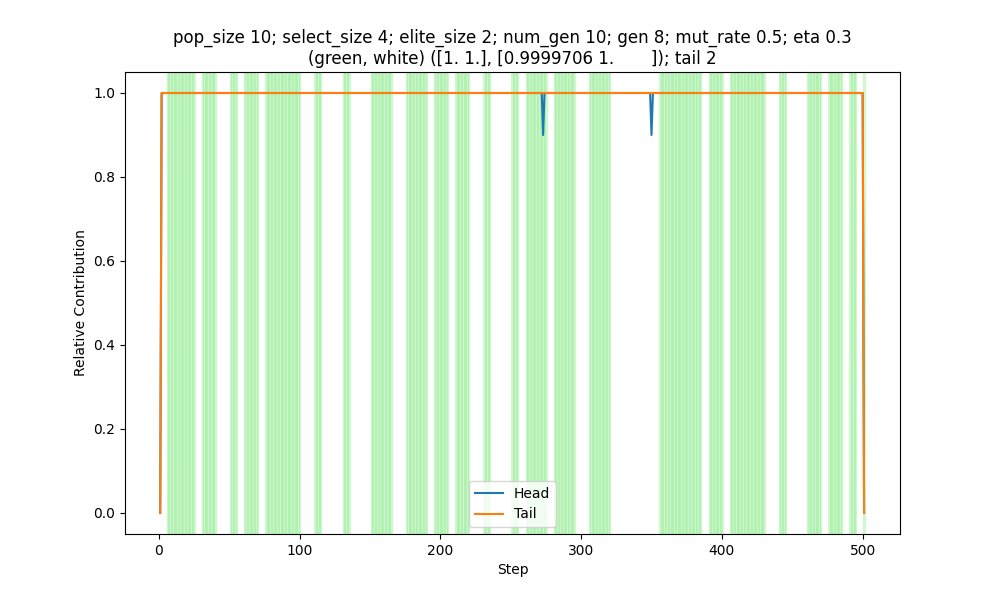 pop_size 10; select_size 4; elite_size 2; num_gen 10; gen 8; mut_rate 0.5; eta 0.3
(green, white) ([1. 1.], [0.9999706 1.        ]); tail 2
1.0
0.8
0.6
0.4
0.2
0.0
Relative Contribution
Head
Tail
0 100 200 300 400 500
Step